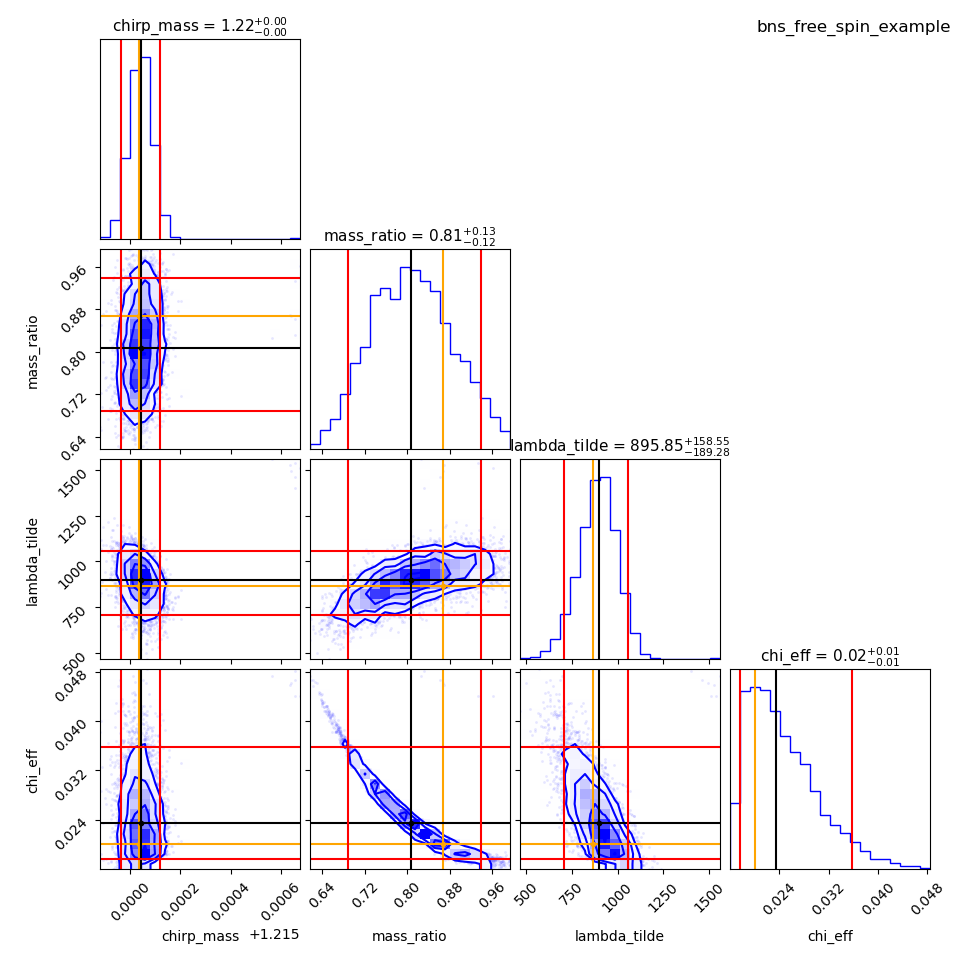 chirp_mass = 1.22+0.00−0.00
bns_free_spin_example
mass_ratio = 0.81+0.13−0.12
0.96
0.88
0.80
0.72
0.64
mass_ratio
lambda_tilde = 895.85+158.55−189.28
1500
1250
1000
750
500
lambda_tilde
chi_eff = 0.02+0.01−0.01
0.048
0.040
0.032
0.024
chi_eff
0.0000 0.0002 0.0004 0.0006
0.64 0.72 0.80 0.88 0.96
500 750 1000 1250 1500
0.024 0.032 0.040 0.048
chirp_mass +1.215 mass_ratio lambda_tilde chi_eff